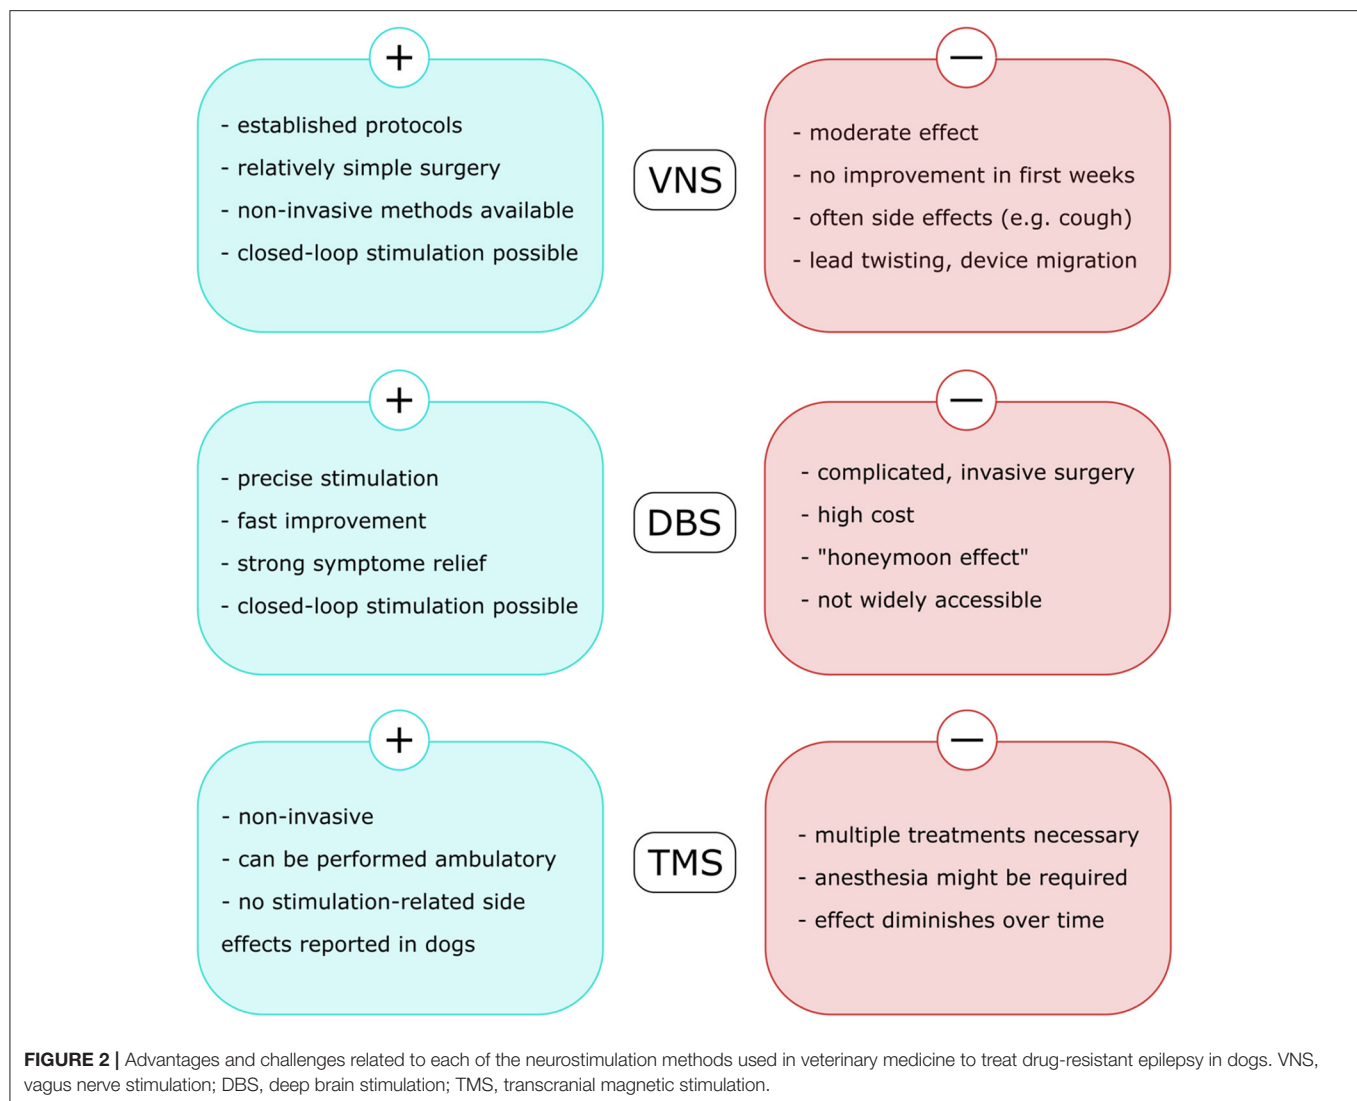 +
- established protocols
- relatively simple surgery
- non-invasive methods available
- closed-loop stimulation possible
VNS
—
- moderate effect
- no improvement in first weeks
- often side effects (e.g. cough)
- lead twisting, device migration
+
- precise stimulation
- fast improvement
- strong symptome relief
- closed-loop stimulation possible
DBS
—
- complicated, invasive surgery
- high cost
- "honeymoon effect"
- not widely accessible
+
- non-invasive
- can be performed ambulatory
- no stimulation-related side
effects reported in dogs
TMS
—
- multiple treatments necessary
- anesthesia might be required
- effect diminishes over time
FIGURE 2 | Advantages and challenges related to each of the neurostimulation methods used in veterinary medicine to treat drug-resistant epilepsy in dogs. VNS,
vagus nerve stimulation; DBS, deep brain stimulation; TMS, transcranial magnetic stimulation.